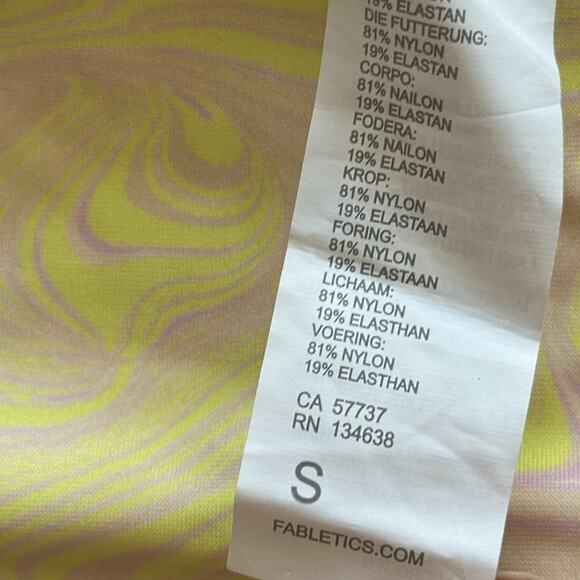 19% ELASTAN
DIE FUTTERUNG:
81% NYLON
19% ELASTAN
CORPO:
81% NAILON
19% ELASTAN
FODERA:
81% NAILON
19% ELASTAN
KROP:
81% NYLON
19% ELASTAAN
FORING:
81% NYLON
19% ELASTAAN
LICHAAM:
81% NYLON
19% ELASTHAN
VOERING:
81% NYLON
19% ELASTHAN
CA 57737
RN 134638
S
FABLETICS.COM